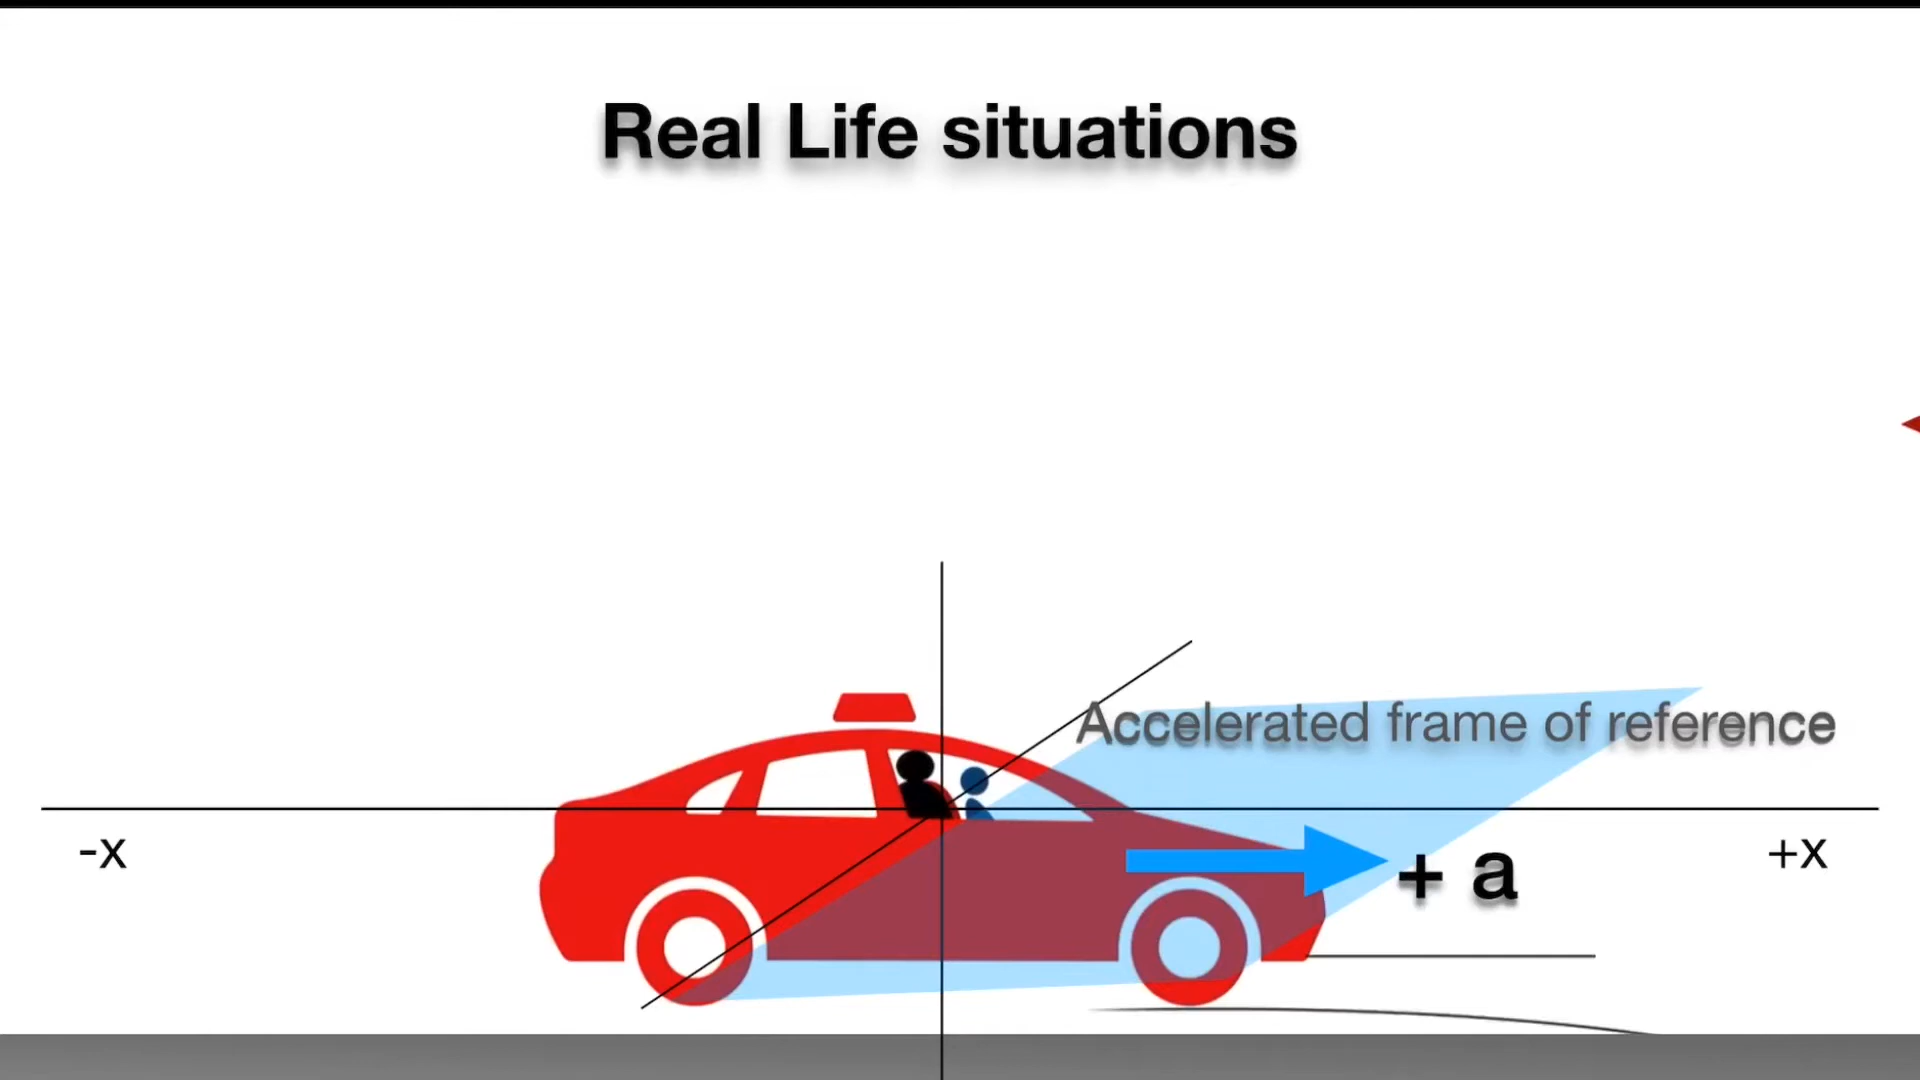 Real Life situations
Accelerated frame of reference
-x
+ a
+x